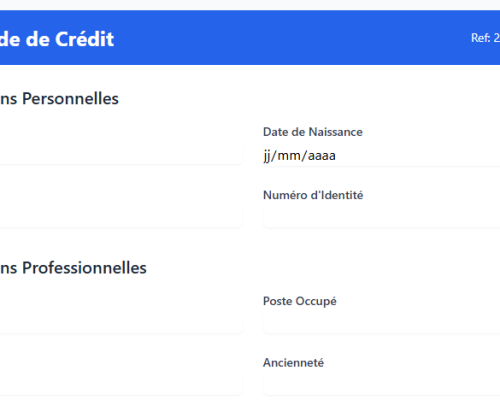 de de Crédit
Ref: 2
ns Personnelles
Date de Naissance
jj/mm/aaaa
Numéro d'Identité
ns Professionnelles
Poste Occupé
Ancienneté